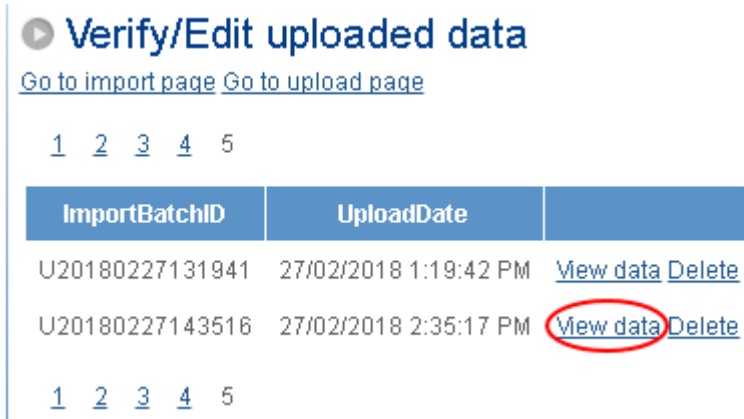 Verify/Edit uploaded data
Go to import page Go to upload page
1 2 3 4 5
ImportBatchID UploadDate
U20180227131941 27/02/2018 1:19:42 PM View data Delete
U20180227143516 27/02/2018 2:35:17 PM View data Delete
1 2 3 4 5